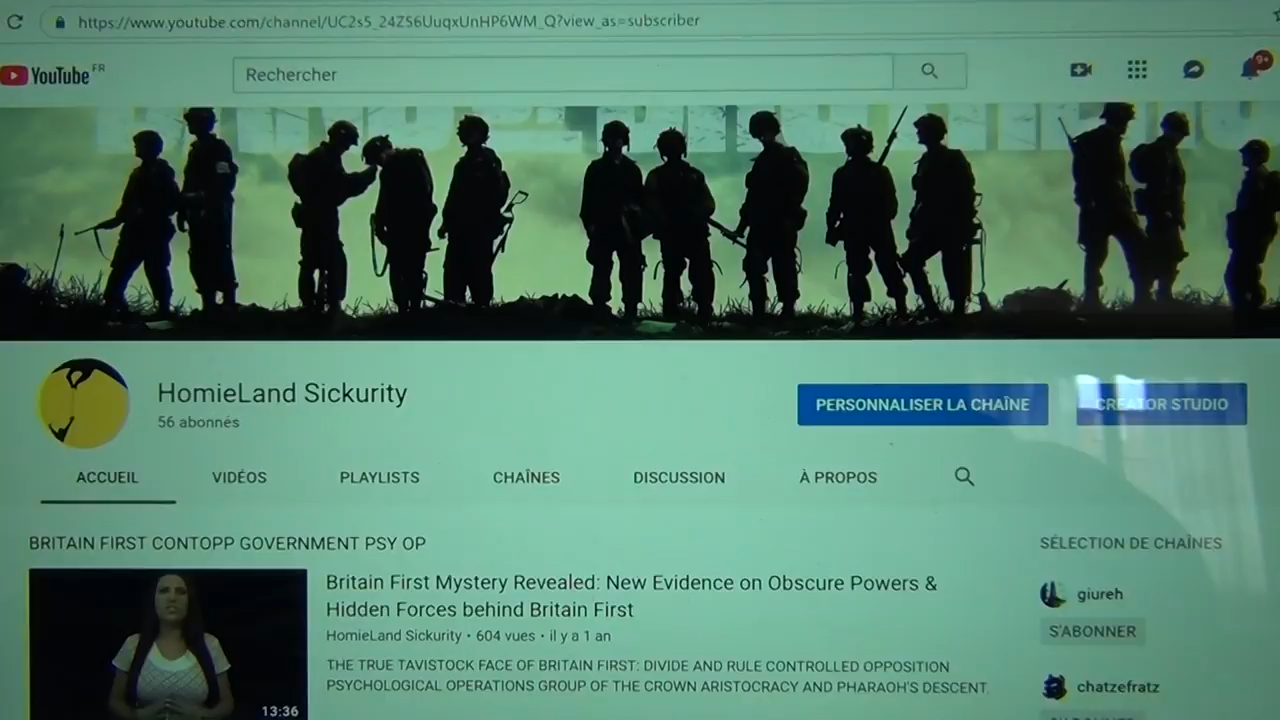 https://www.youtube.com/channel/UC2s5_24Z56UuqxUnHP6WM_Q?view_as=subscriber
YouTube FR
Rechercher
9+
HomieLand Sickurity
56 abonnés
PERSONNALISER LA CHAÎNE
CREATOR STUDIO
ACCUEIL
VIDÉOS
PLAYLISTS
CHAÎNES
DISCUSSION
À PROPOS
BRITAIN FIRST CONTOPP GOVERNMENT PSY OP
SÉLECTION DE CHAÎNES
Britain First Mystery Revealed: New Evidence on Obscure Powers &
Hidden Forces behind Britain First
HomieLand Sickurity • 604 vues • il y a 1 an
THE TRUE TAVISTOCK FACE OF BRITAIN FIRST: DIVIDE AND RULE CONTROLLED OPPOSITION
PSYCHOLOGICAL OPERATIONS GROUP OF THE CROWN ARISTOCRACY AND PHARAOH'S DESCENT.
13:36
giureh
S'ABONNER
chatzefratz